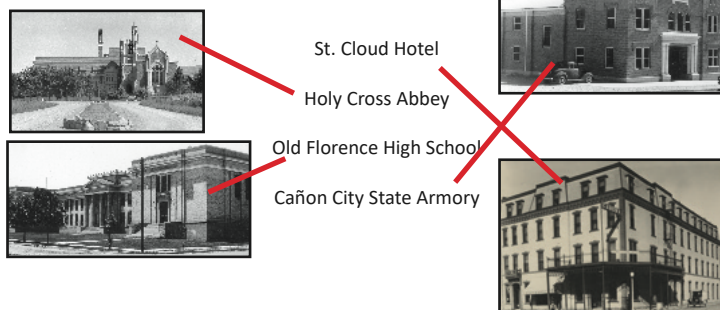 St. Cloud Hotel
Holy Cross Abbey
Old Florence High School
Cañon City State Armory